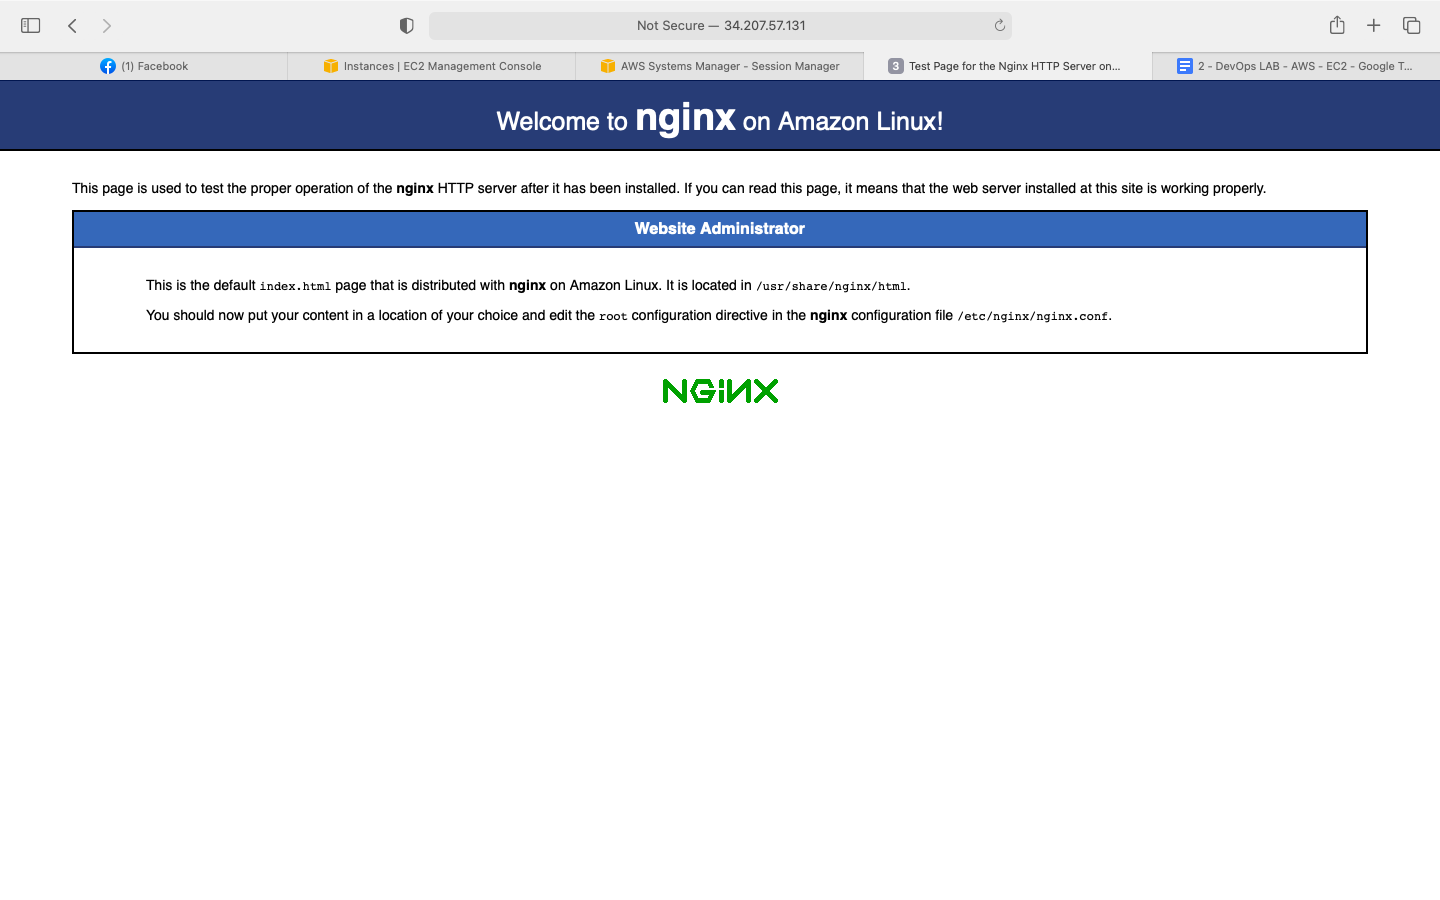 Not Secure — 34.207.57.131
(1) Facebook
Instances | EC2 Management Console
AWS Systems Manager - Session Manager
3 Test Page for the Nginx HTTP Server on...
2 - DevOps LAB - AWS - EC2 - Google T...
Welcome to nginx on Amazon Linux!
This page is used to test the proper operation of the nginx HTTP server after it has been installed. If you can read this page, it means that the web server installed at this site is working properly.
Website Administrator
This is the default index.html page that is distributed with nginx on Amazon Linux. It is located in /usr/share/nginx/html.
You should now put your content in a location of your choice and edit the root configuration directive in the nginx configuration file /etc/nginx/nginx.conf.
NGINX